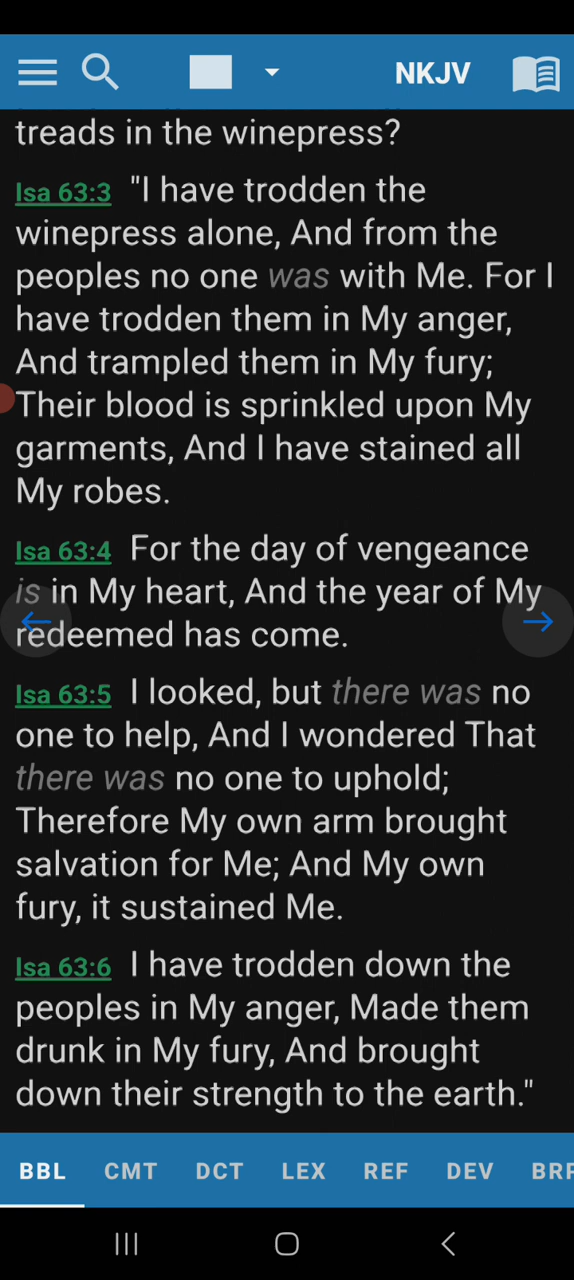 NKJV
treads in the winepress?
Isa 63:3 "I have trodden the
winepress alone, And from the
peoples no one was with Me. For I
have trodden them in My anger,
And trampled them in My fury;
Their blood is sprinkled upon My
garments, And I have stained all
My robes.
Isa 63:4 For the day of vengeance
is in My heart, And the year of My
redeemed has come.
Isa 63:5 I looked, but there was no
one to help, And I wondered That
there was no one to uphold;
Therefore My own arm brought
salvation for Me; And My own
fury, it sustained Me.
Isa 63:6 I have trodden down the
peoples in My anger, Made them
drunk in My fury, And brought
down their strength to the earth."
BBL CMT DCT LEX REF DEV